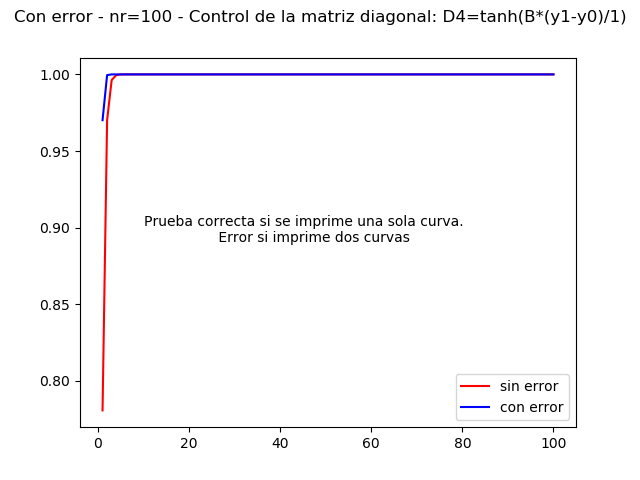 Con error - nr=100 - Control de la matriz diagonal: D4=tanh(B*(y1-y0)/1)
1.00
0.95
0.90
0.85
0.80
Prueba correcta si se imprime una sola curva.
Error si imprime dos curvas
sin error
con error
0
20
40
60
80
100